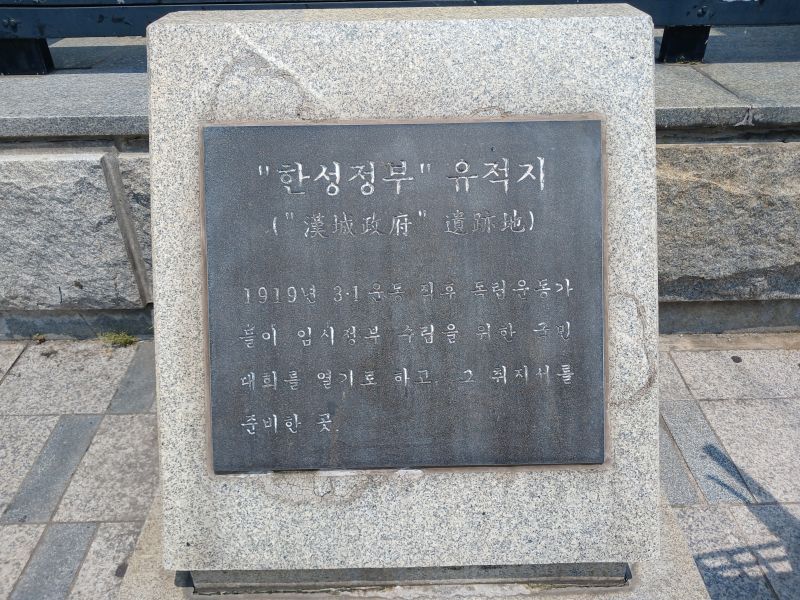 "한성정부" 유적지
("漢城政府" 遺跡地)
1919년 3·1운동 직후 독립운동가
들이 임시정부 수립을 위한 국민
대회를 열기로 하고, 그 취지서를
준비한 곳.